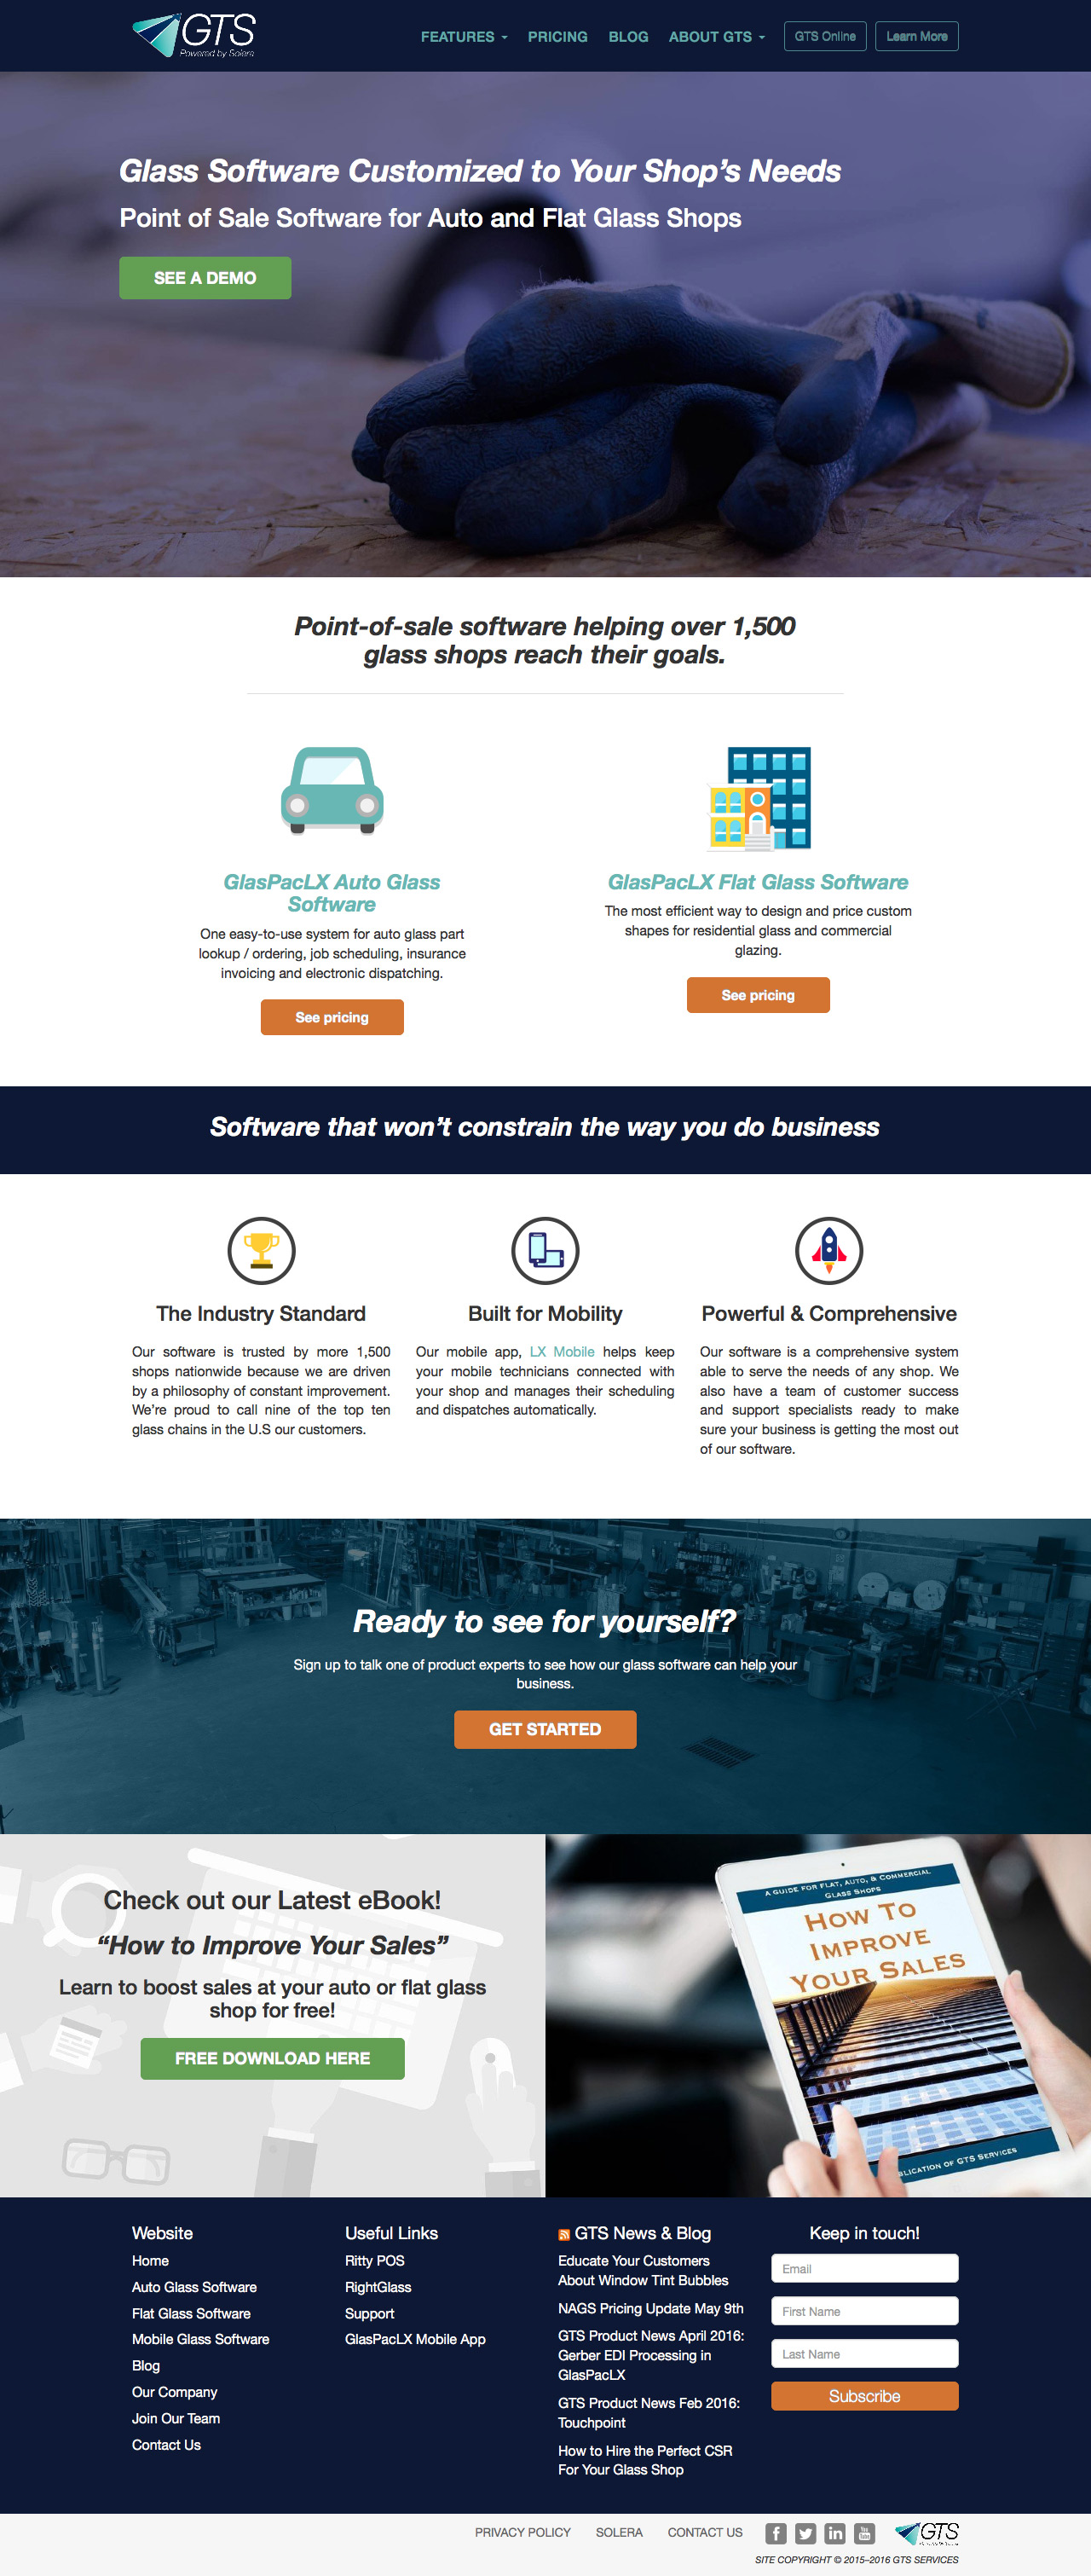 GTS
Powered by Solera
FEATURES
PRICING
BLOG
ABOUT GTS
GTS Online
Learn More
Glass Software Customized to Your Shop’s Needs
Point of Sale Software for Auto and Flat Glass Shops
SEE A DEMO
Point-of-sale software helping over 1,500
glass shops reach their goals.
GlasPacLX Auto Glass
Software
One easy-to-use system for auto glass part
lookup / ordering, job scheduling, insurance
invoicing and electronic dispatching.
See pricing
GlasPacLX Flat Glass Software
The most efficient way to design and price custom
shapes for residential glass and commercial
glazing.
See pricing
Software that won’t constrain the way you do business
The Industry Standard
Our software is trusted by more 1,500
shops nationwide because we are driven
by a philosophy of constant improvement.
We’re proud to call nine of the top ten
glass chains in the U.S our customers.
Built for Mobility
Our mobile app, LX Mobile helps keep
your mobile technicians connected with
your shop and manages their scheduling
and dispatches automatically.
Powerful & Comprehensive
Our software is a comprehensive system
able to serve the needs of any shop. We
also have a team of customer success
and support specialists ready to make
sure your business is getting the most out
of our software.
Ready to see for yourself?
Sign up to talk one of product experts to see how our glass software can help your
business.
GET STARTED
Check out our Latest eBook!
“How to Improve Your Sales”
Learn to boost sales at your auto or flat glass
shop for free!
FREE DOWNLOAD HERE
A GUIDE FOR FLAT, AUTO, & COMMERCIAL
GLASS SHOPS
HOW TO
IMPROVE
YOUR SALES
BLICATION OF GTS SERVICES
Website
Home
Auto Glass Software
Flat Glass Software
Mobile Glass Software
Blog
Our Company
Join Our Team
Contact Us
Useful Links
Ritty POS
RightGlass
Support
GlasPacLX Mobile App
GTS News & Blog
Educate Your Customers
About Window Tint Bubbles
NAGS Pricing Update May 9th
GTS Product News April 2016:
Gerber EDI Processing in
GlasPacLX
GTS Product News Feb 2016:
Touchpoint
How to Hire the Perfect CSR
For Your Glass Shop
Keep in touch!
Email
First Name
Last Name
Subscribe
PRIVACY POLICY
SOLERA
CONTACT US
f
in
You Tube
GTS
SITE COPYRIGHT © 2015–2016 GTS SERVICES